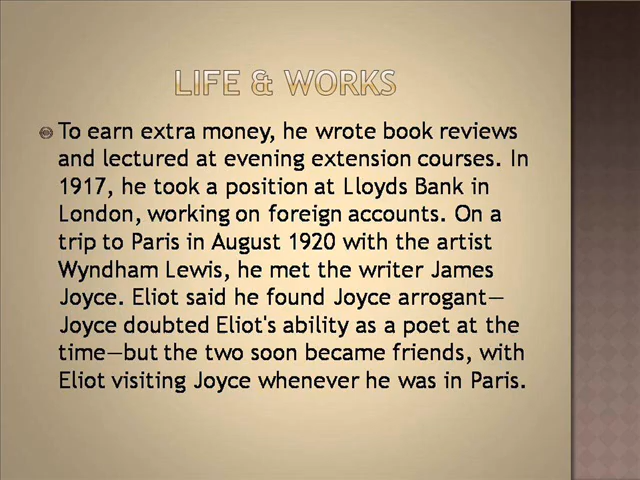 LIFE & WORKS
To earn extra money, he wrote book reviews
and lectured at evening extension courses. In
1917, he took a position at Lloyds Bank in
London, working on foreign accounts. On a
trip to Paris in August 1920 with the artist
Wyndham Lewis, he met the writer James
Joyce. Eliot said he found Joyce arrogant—
Joyce doubted Eliot's ability as a poet at the
time—but the two soon became friends, with
Eliot visiting Joyce whenever he was in Paris.